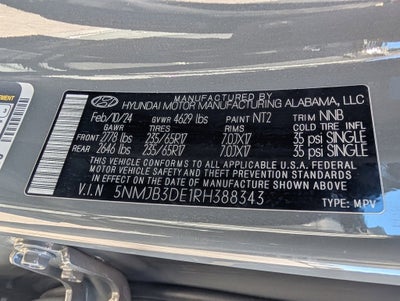 MANUFACTURED BY
HYUNDAI MOTOR MANUFACTURING ALABAMA, LLC
Feb/10/24 GVWR 4629 lbs PAINT NT2 TRIM NNB
GAWR TIRES RIMS COLD TIRE INFL
FRONT 2778 lbs 235/65R17 7.0JX17 35 psi SINGLE
REAR 2646 lbs 235/65R17 7.0JX17 35 psi SINGLE
THIS VEHICLE CONFORMS TO ALL APPLICABLE U.S.A. FEDERAL
MOTOR VEHICLE SAFETY AND THEFT PREVENTION STANDARDS
IN EFFECT ON THE DATE OF MANUFACTURE SHOWN ABOVE.
V.I.N 5NMJB3DE1RH388343
TYPE: MPV